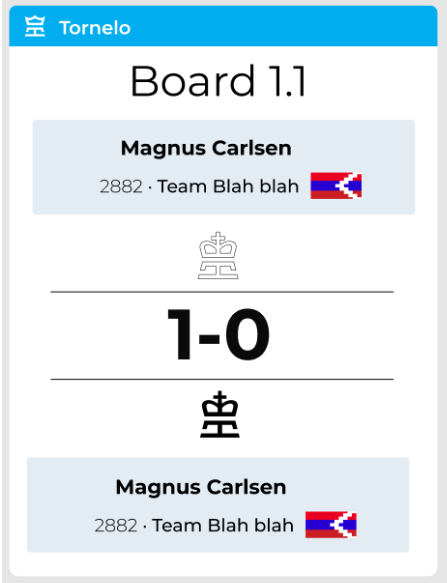 Tornelo
Board 1.1
Magnus Carlsen
2882 · Team Blah blah
1-0
Magnus Carlsen
2882 · Team Blah blah